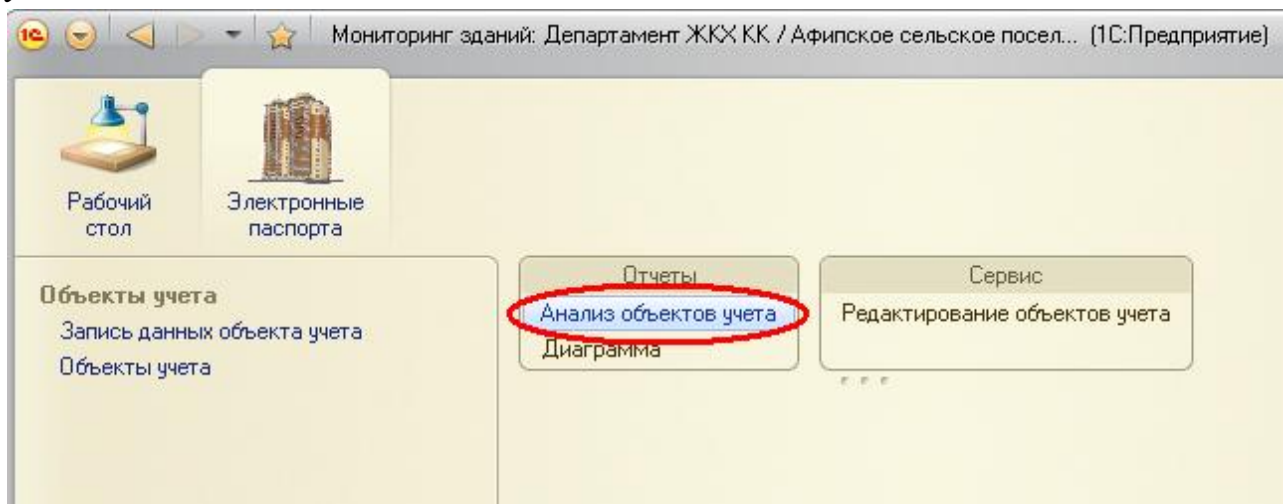 у
1С Мониторинг зданий: Департамент ЖКХ КК / Афипское сельское посел... (1С:Предприятие)
Рабочий
стол
Электронные
паспорта
Объекты учета
Запись данных объекта учета
Объекты учета
Отчеты
Анализ объектов учета
Диаграмма
Сервис
Редактирование объектов учета